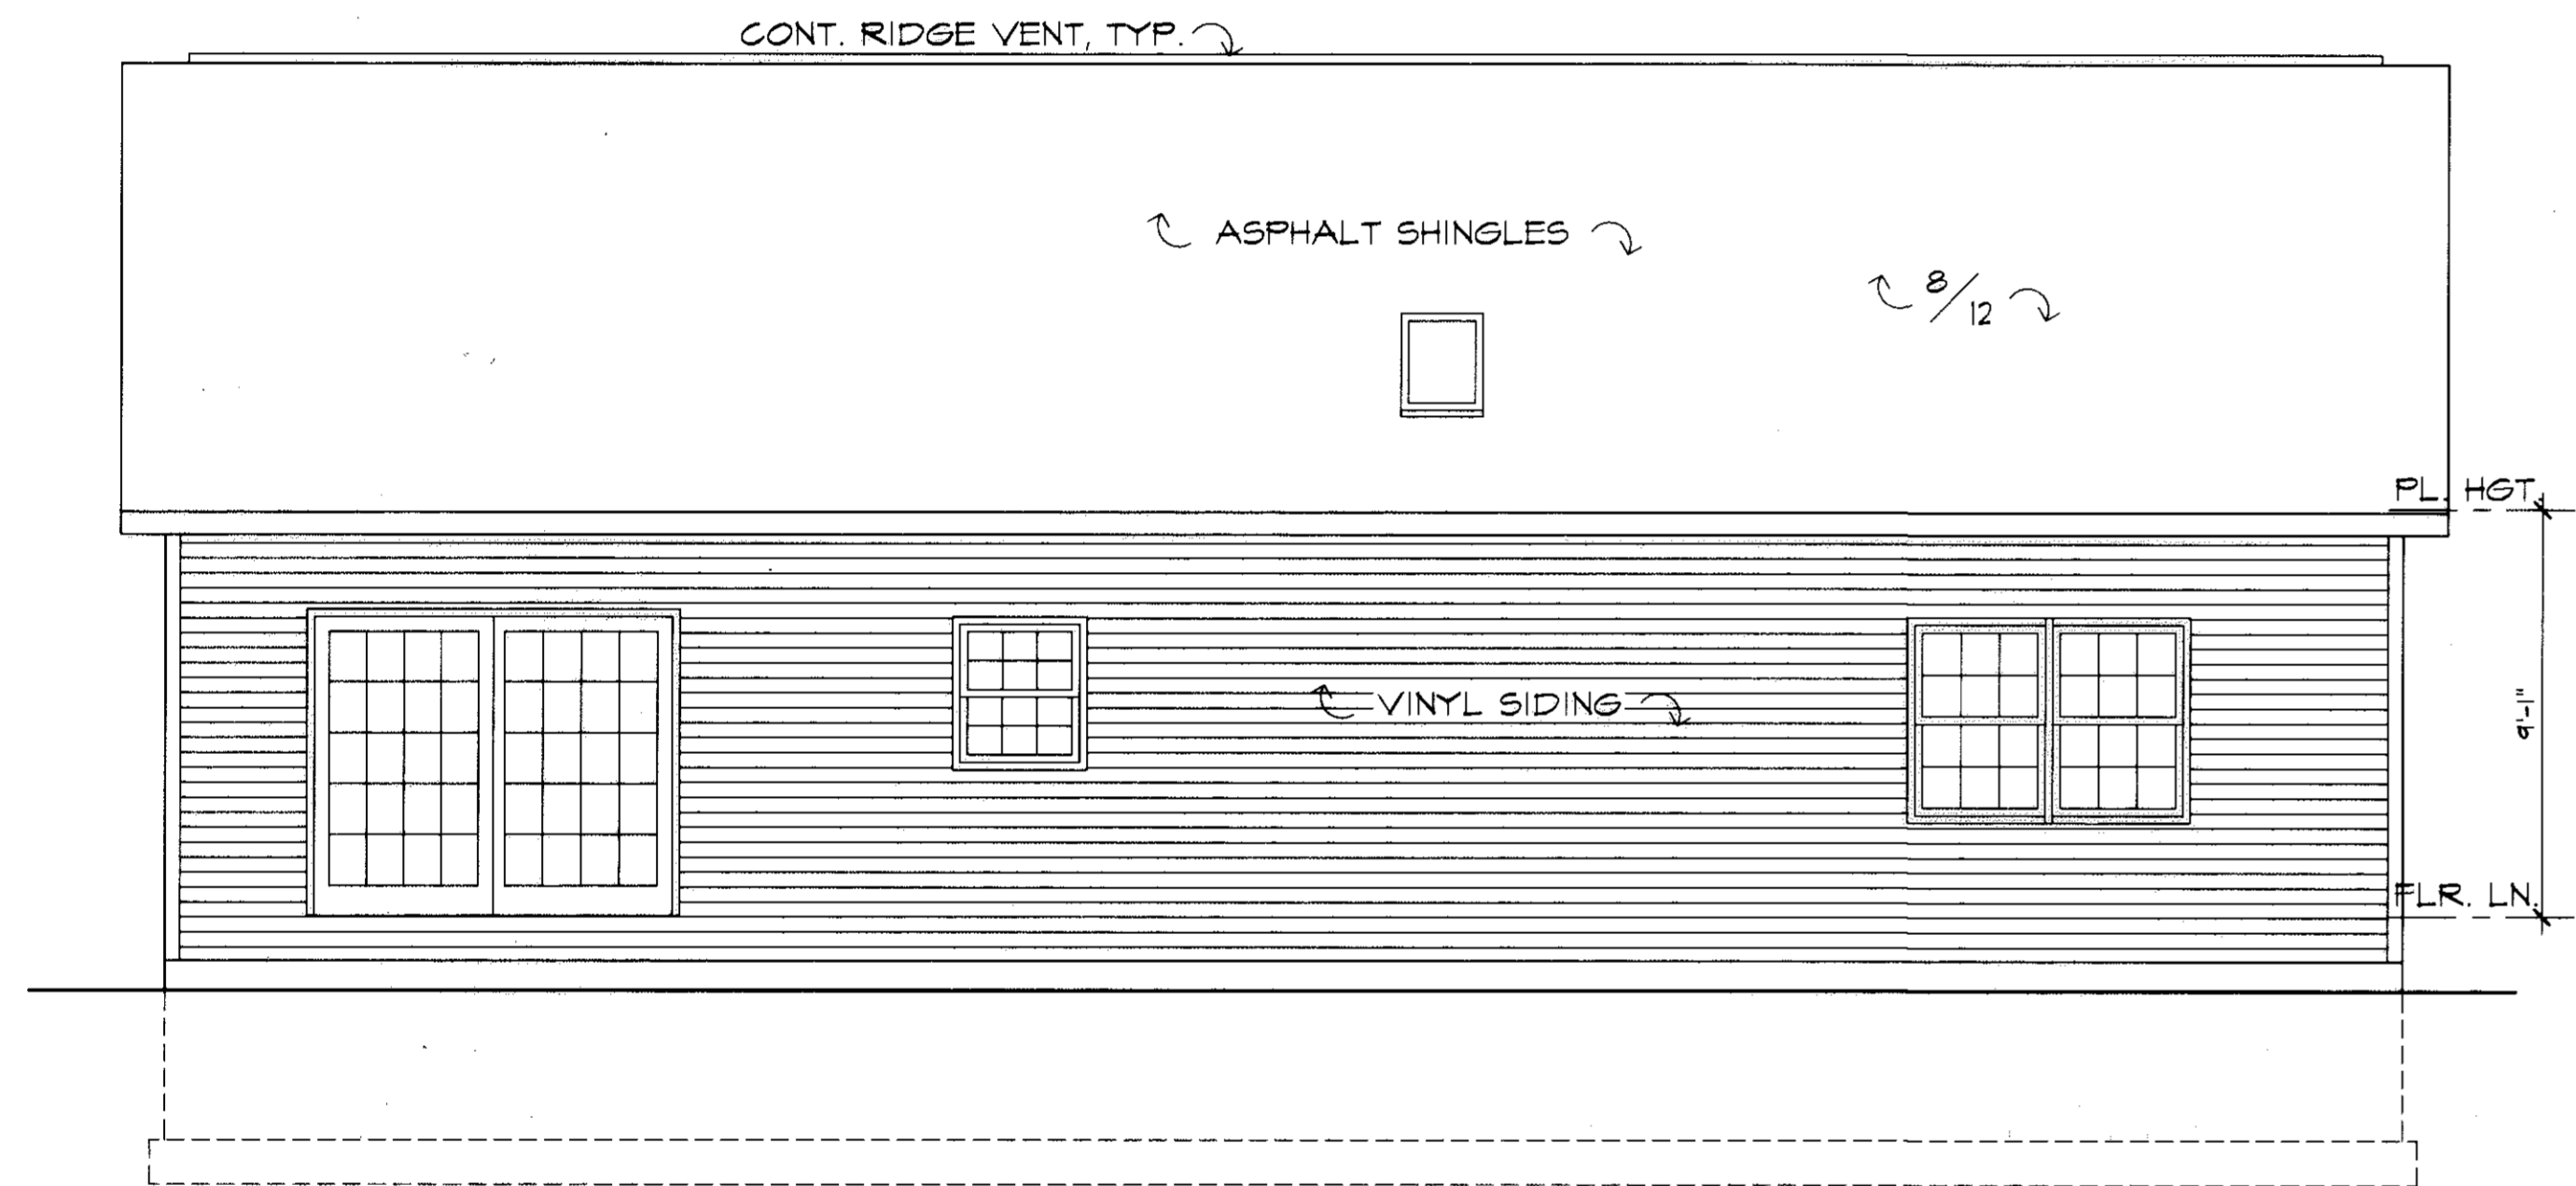 CONT. RIDGE VENT, TYP.
ASPHALT SHINGLES
8/12
PL. HGT.
VINYL SIDING
9'-1"
FLR. LN.